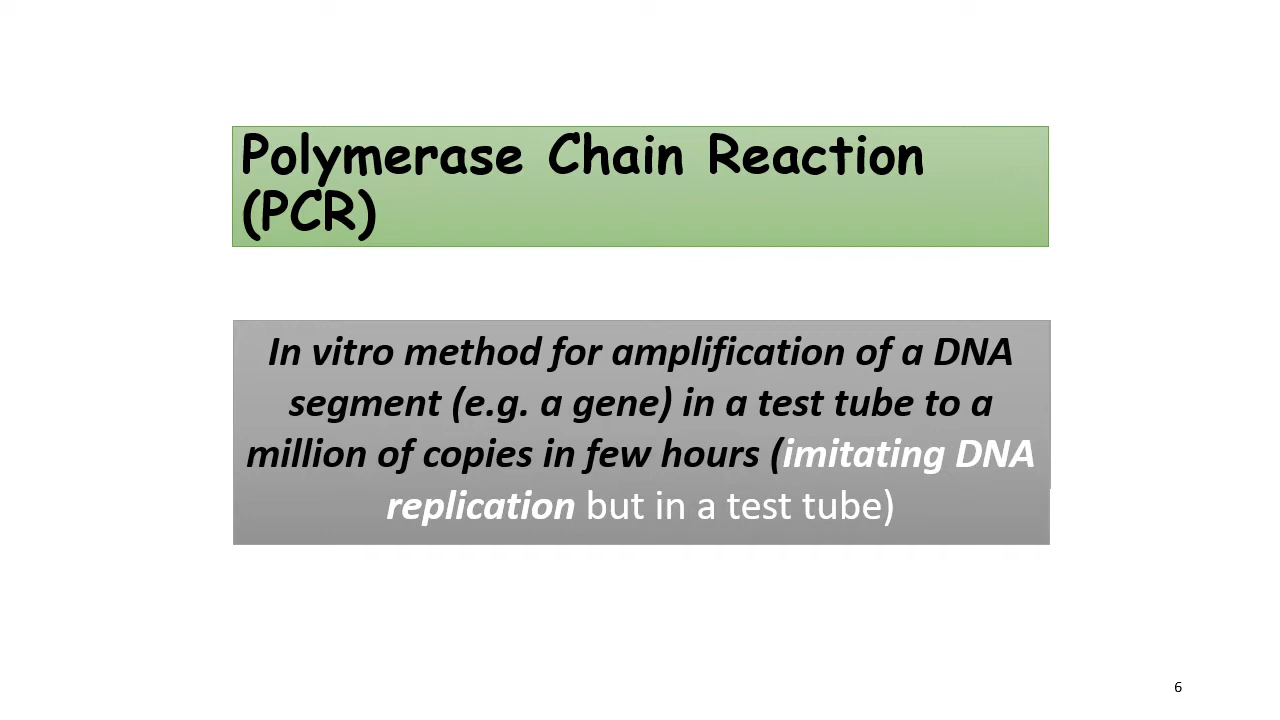 Polymerase Chain Reaction
(PCR)
In vitro method for amplification of a DNA
segment (e.g. a gene) in a test tube to a
million of copies in few hours (imitating DNA
replication but in a test tube)
6